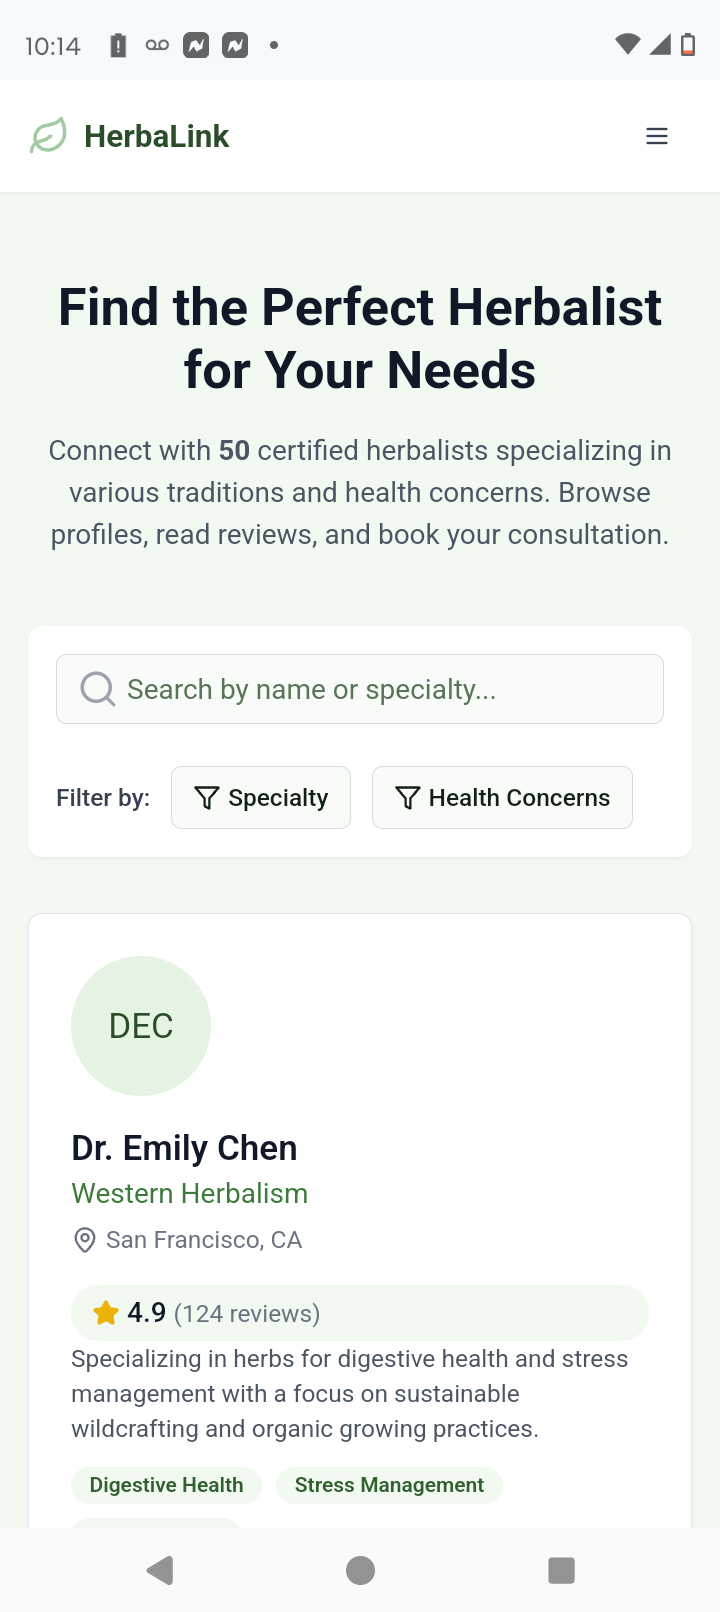 10:14
HerbaLink
Find the Perfect Herbalist
for Your Needs
Connect with 50 certified herbalists specializing in
various traditions and health concerns. Browse
profiles, read reviews, and book your consultation.
Search by name or specialty...
Filter by:
Specialty
Health Concerns
DEC
Dr. Emily Chen
Western Herbalism
San Francisco, CA
4.9 (124 reviews)
Specializing in herbs for digestive health and stress
management with a focus on sustainable
wildcrafting and organic growing practices.
Digestive Health
Stress Management